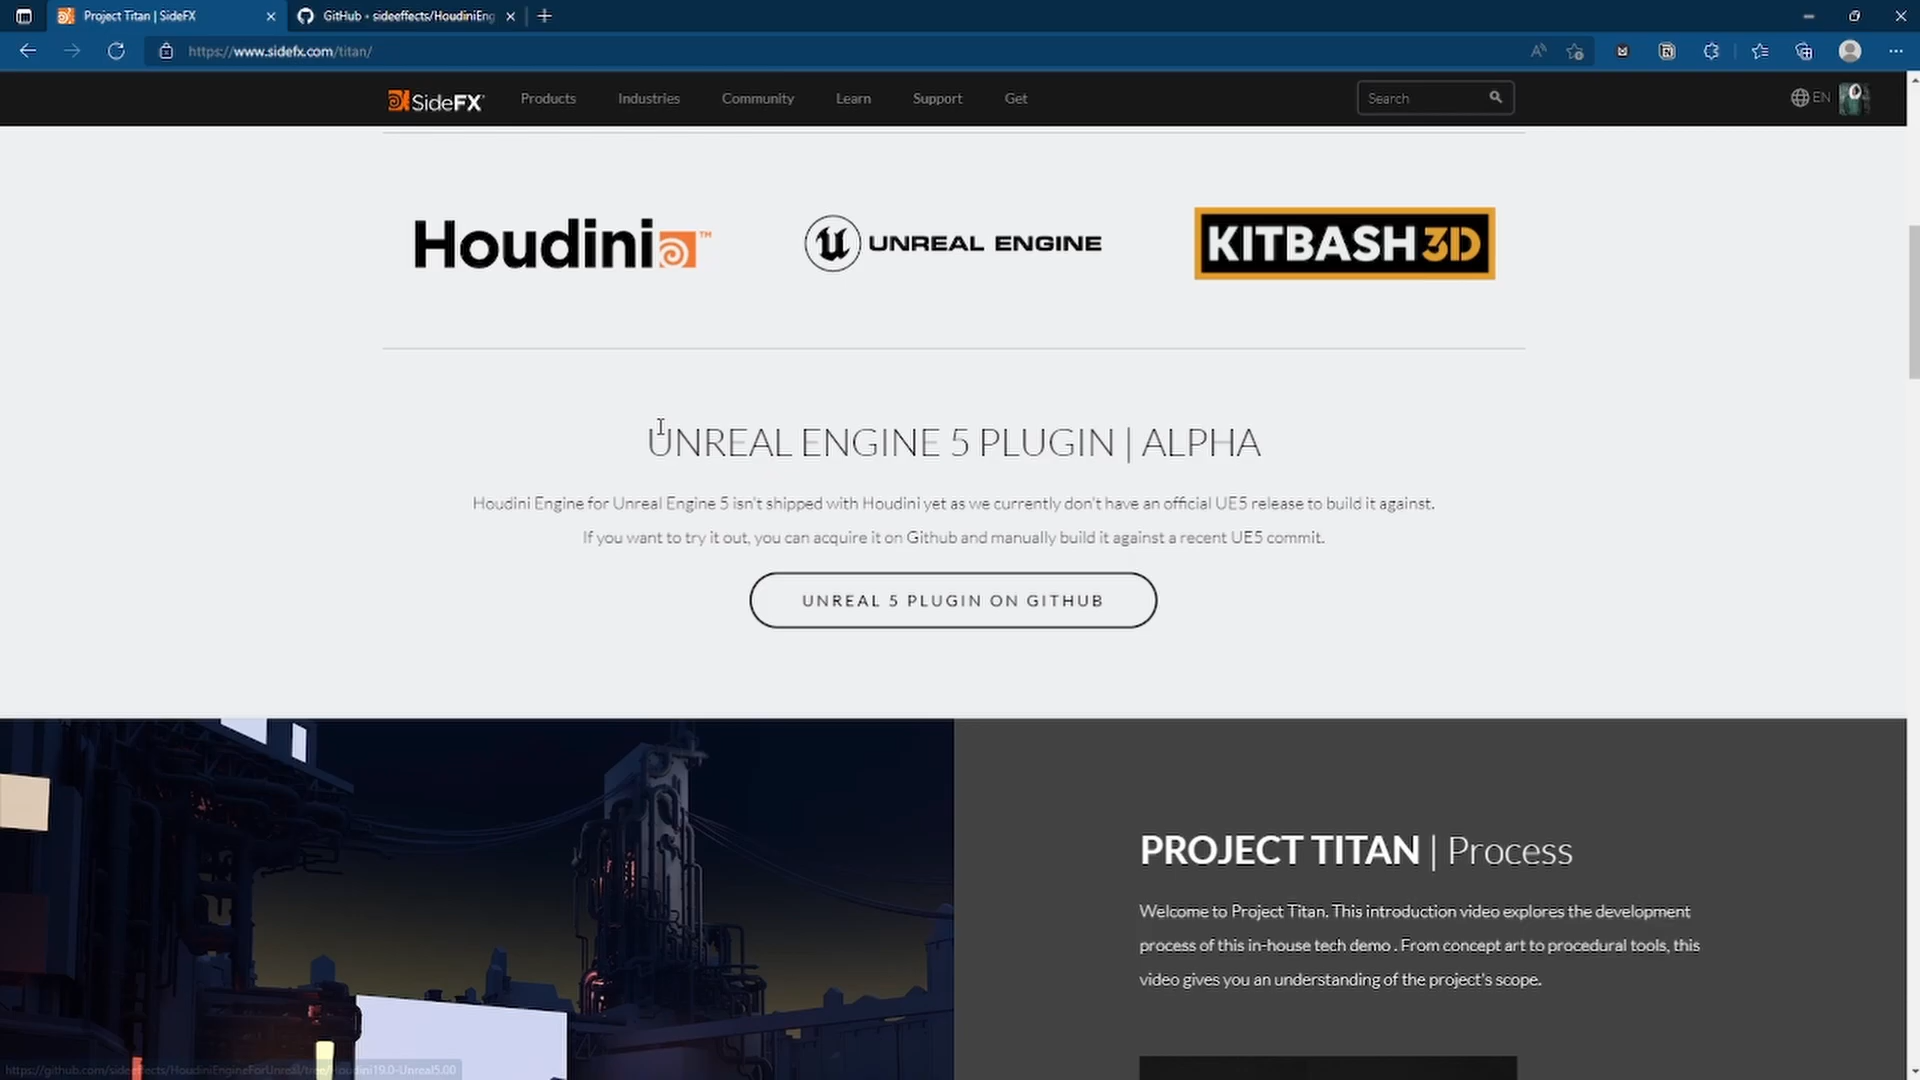 Project Titan | SideFX
GitHub - sideeffects/HoudiniEng
https://www.sidefx.com/titan/
SideFX
Products
Industries
Community
Learn
Support
Get
Search
EN
Houdini™
UNREAL ENGINE
KITBASH3D
UNREAL ENGINE 5 PLUGIN | ALPHA
Houdini Engine for Unreal Engine 5 isn't shipped with Houdini yet as we currently don't have an official UE5 release to build it against.
If you want to try it out, you can acquire it on Github and manually build it against a recent UE5 commit.
UNREAL 5 PLUGIN ON GITHUB
PROJECT TITAN | Process
Welcome to Project Titan. This introduction video explores the development
process of this in-house tech demo . From concept art to procedural tools, this
video gives you an understanding of the project's scope.
https://github.com/sideeffects/HoudiniEngineForUnreal/tree/Houdini19.0-Unreal5.00